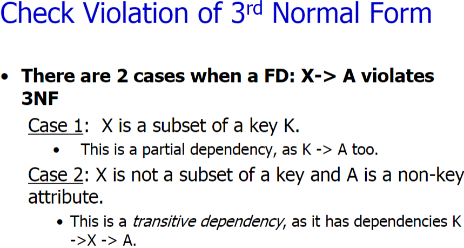 Check Violation of 3rd Normal Form
• There are 2 cases when a FD: X-> A violates
3NF
Case 1: X is a subset of a key K.
• This is a partial dependency, as K -> A too.
Case 2: X is not a subset of a key and A is a non-key
attribute.
• This is a transitive dependency, as it has dependencies K
->X -> A.